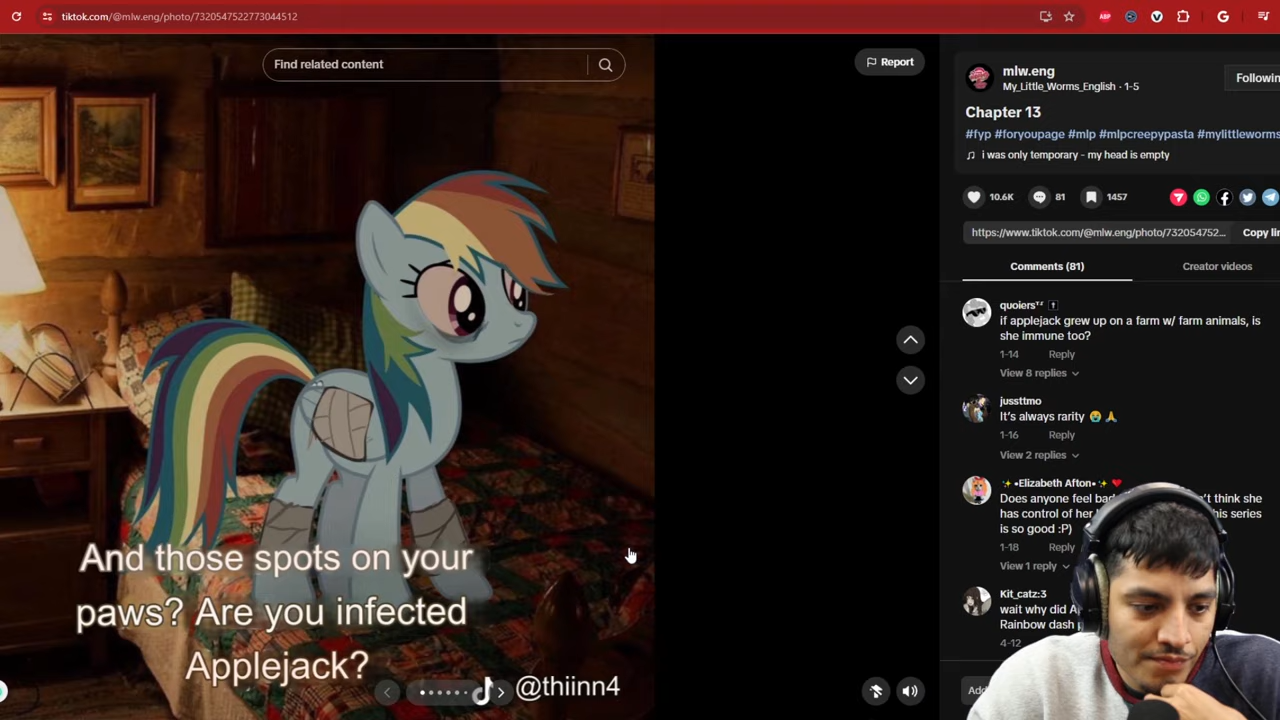 tiktok.com/@mlw.eng/photo/7320547522773044512
Find related content
Report
And those spots on your
paws? Are you infected
Applejack?
@thiinn4
mlw.eng
My_Little_Worms_English · 1-5
Followin
Chapter 13
#fyp #foryoupage #mlp #mlpcreepypasta #mylittleworms
i was only temporary - my head is empty
10.6K
81
1457
https://www.tiktok.com/@mlw.eng/photo/732054752...
Copy lin
Comments (81)
Creator videos
if applejack grew up on a farm w/ farm animals, is
she immune too?
1-14 Reply
View 8 replies
jussttmo
It's always rarity 😭 🙏
1-16 Reply
View 2 replies
✨•Elizabeth Afton•✨ ❤️
Does anyone feel bad
has control of her
is so good :P)
1-18 Reply
View 1 reply
Kit_catz:3
wait why did
Rainbow dash
4-12